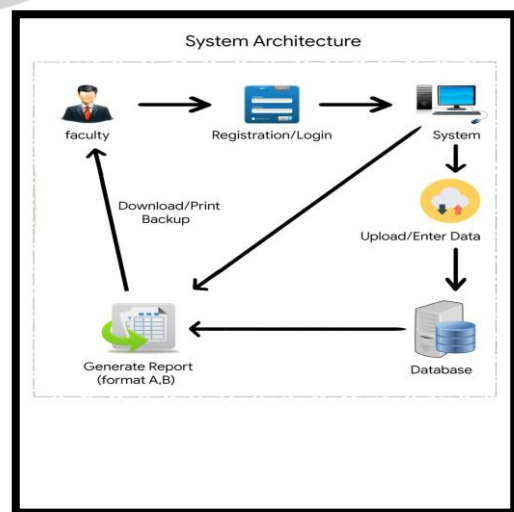 System Architecture
faculty
Registration/Login
System
Download/Print
Backup
Upload/Enter Data
Generate Report
(format A,B)
Database